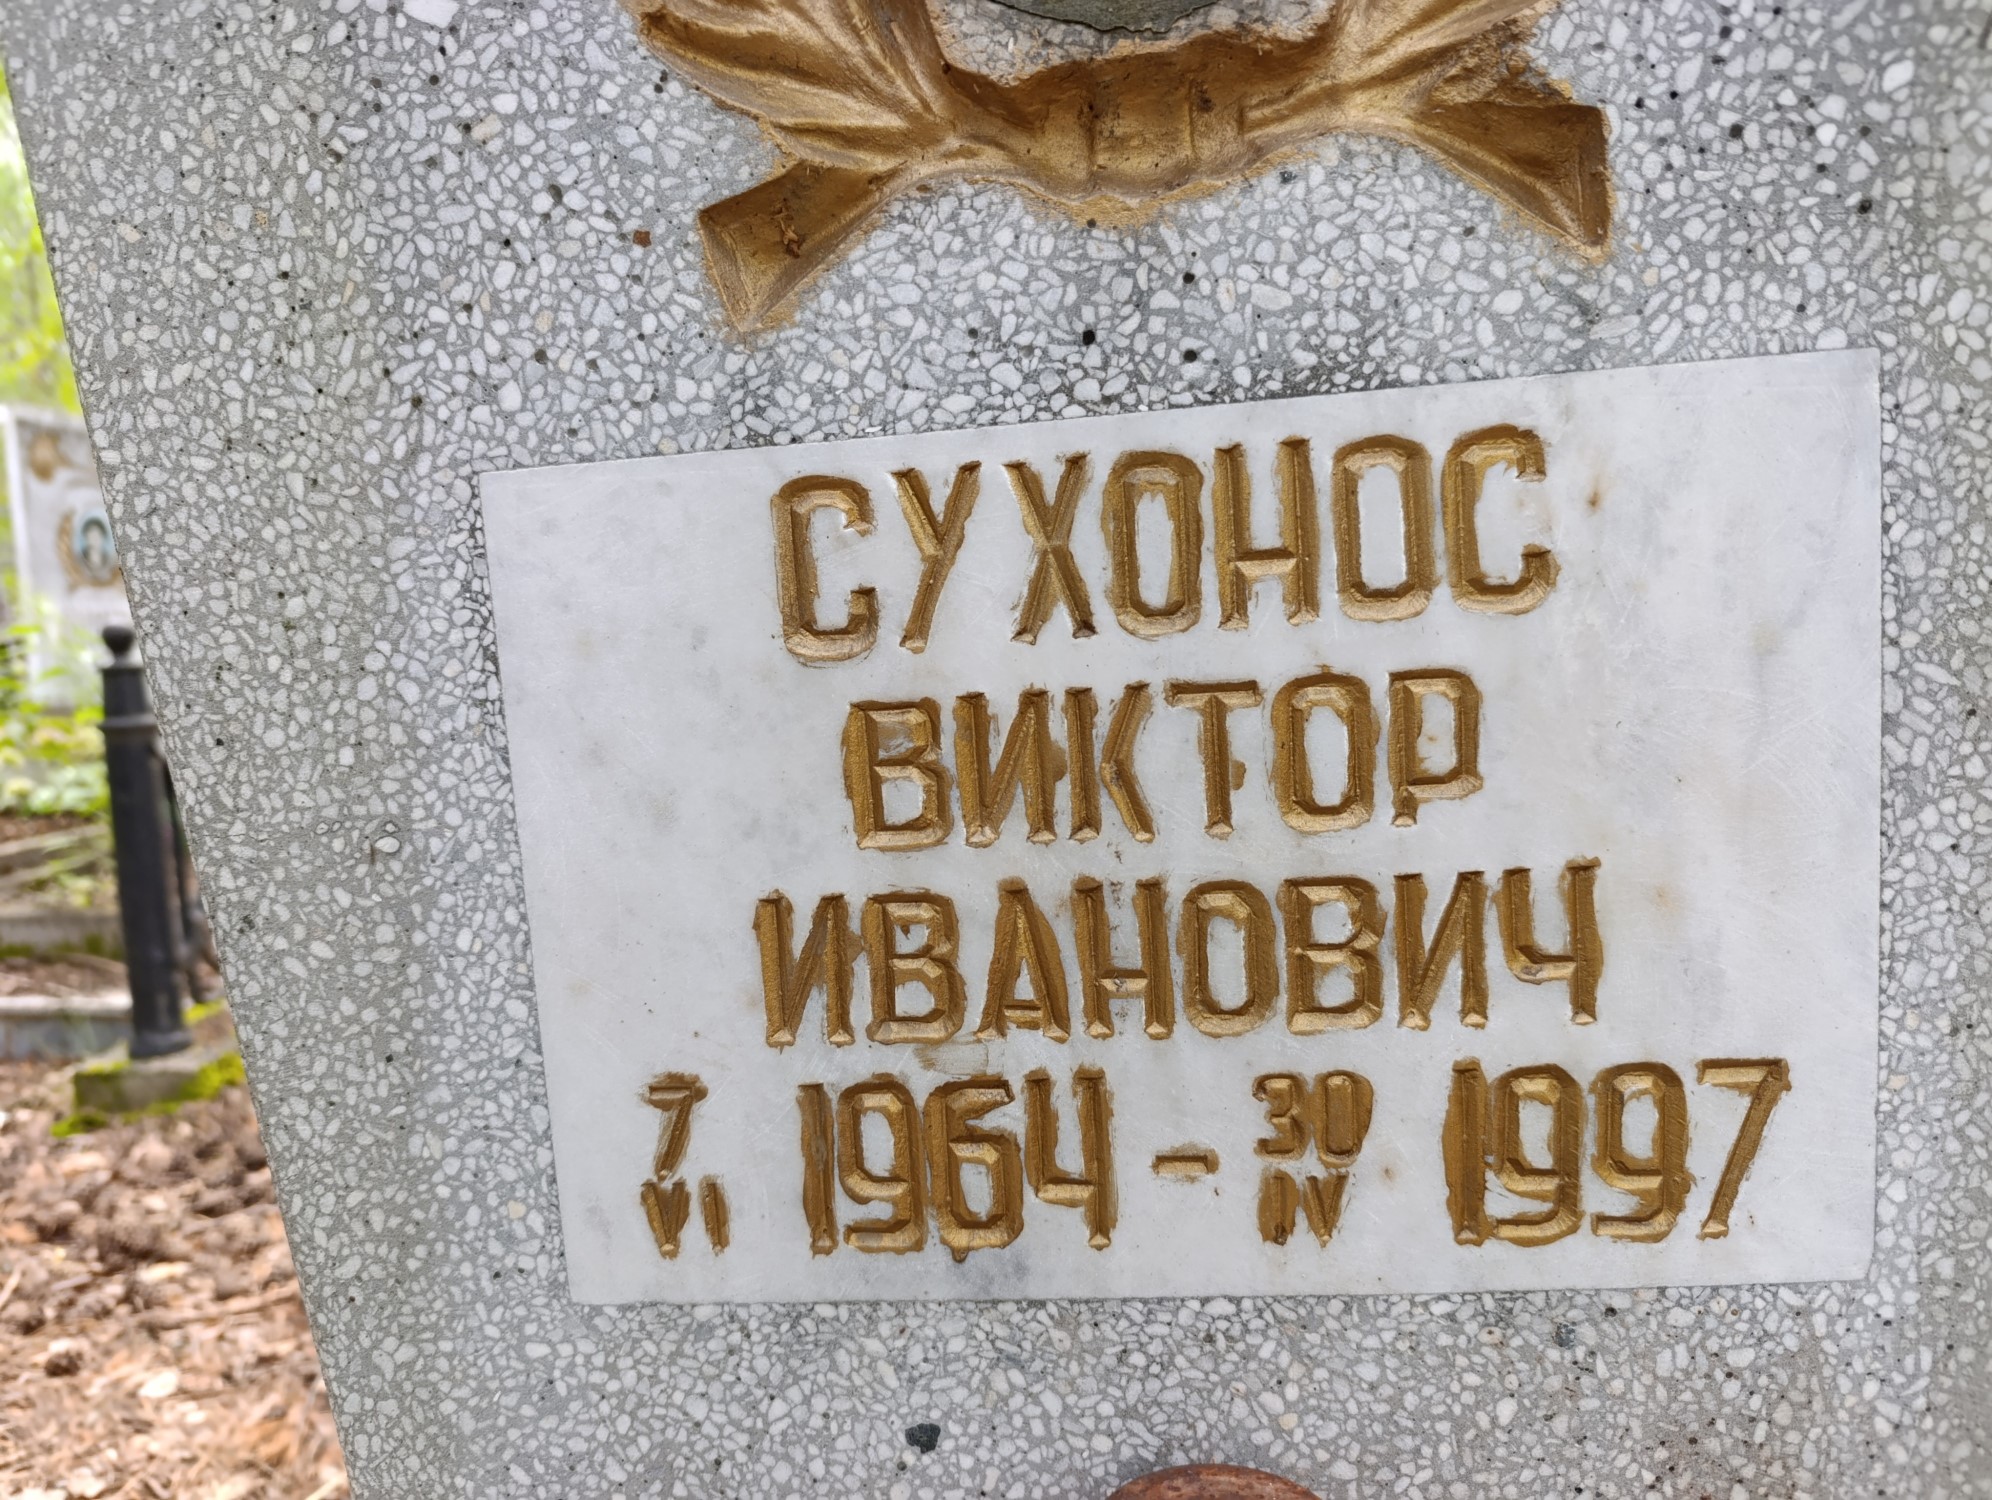 СУХОНОС
ВИКТОР
ИВАНОВИЧ
7 VI 1964 - 30 IV 1997